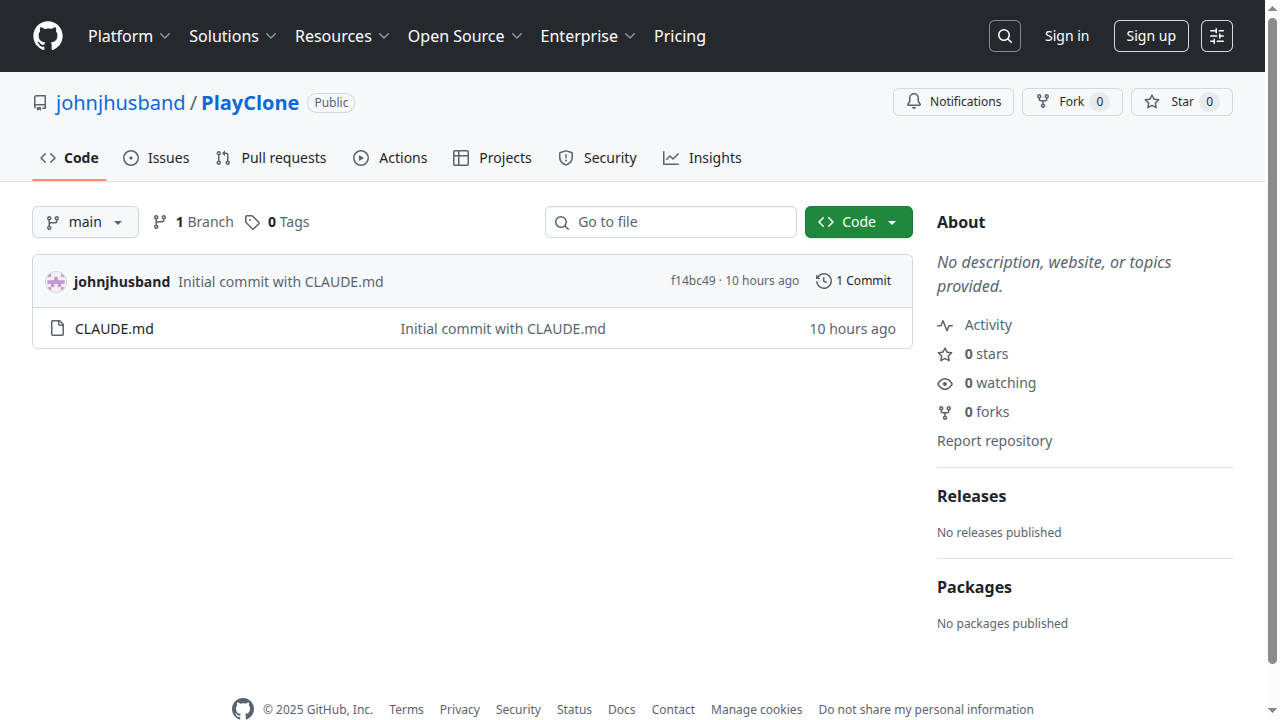 Platform Solutions Resources Open Source Enterprise Pricing Sign in Sign up
johnjhusband / PlayClone Public Notifications Fork 0 Star 0
Code Issues Pull requests Actions Projects Security Insights
main 1 Branch 0 Tags Go to file Code
johnjhusband Initial commit with CLAUDE.md f14bc49 · 10 hours ago 1 Commit
CLAUDE.md Initial commit with CLAUDE.md 10 hours ago
About
No description, website, or topics
provided.
Activity
0 stars
0 watching
0 forks
Report repository
Releases
No releases published
Packages
No packages published
© 2025 GitHub, Inc. Terms Privacy Security Status Docs Contact Manage cookies Do not share my personal information